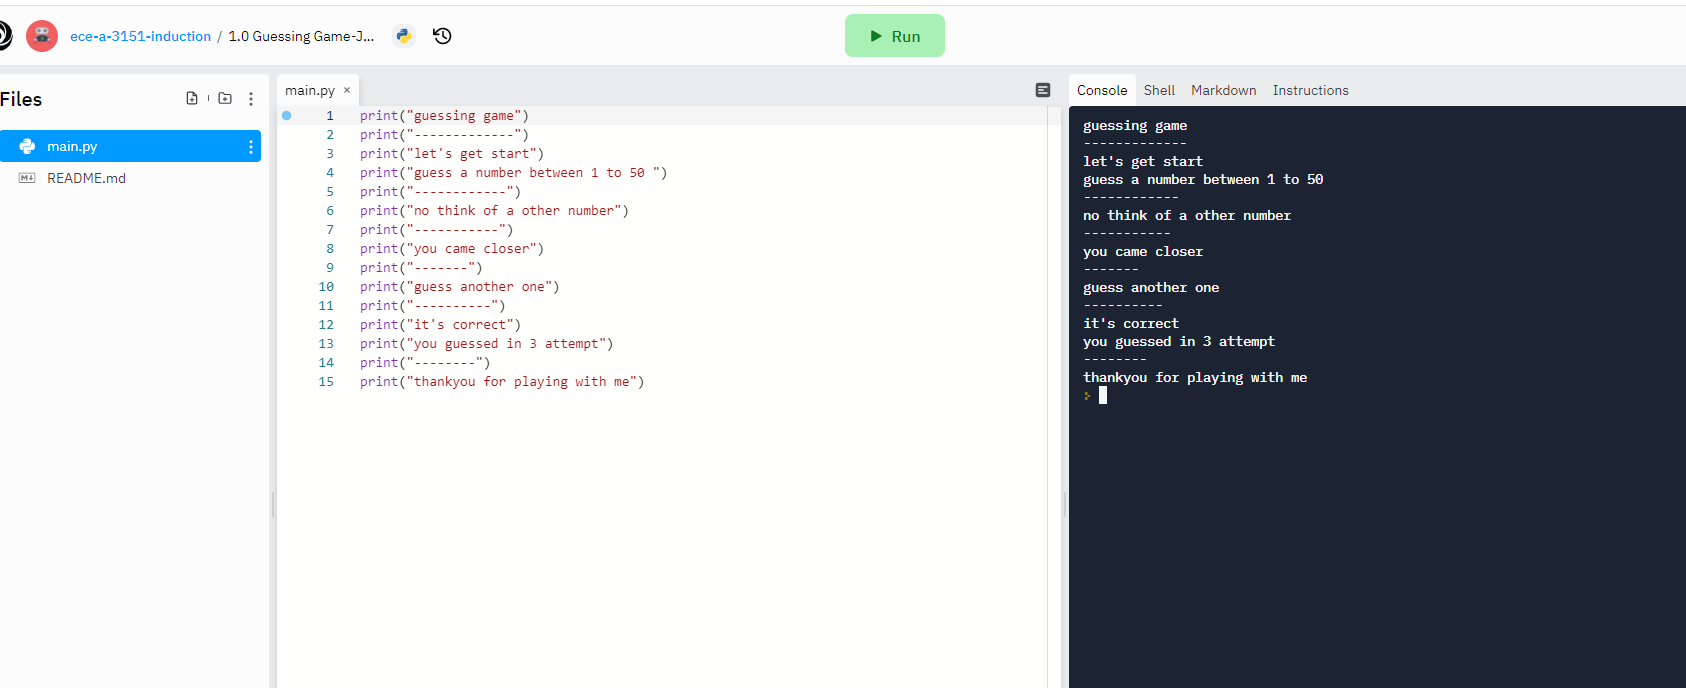 ece-a-3151-induction / 1.0 Guessing Game-J...
Run
Files
main.py
README.md
main.py ×
1 print("guessing game")
2 print("-------------")
3 print("let's get start")
4 print("guess a number between 1 to 50 ")
5 print("------------")
6 print("no think of a other number")
7 print("-----------")
8 print("you came closer")
9 print("-------")
10 print("guess another one")
11 print("----------")
12 print("it's correct")
13 print("you guessed in 3 attempt")
14 print("--------")
15 print("thankyou for playing with me")
Console Shell Markdown Instructions
guessing game
-------------
let's get start
guess a number between 1 to 50
------------
no think of a other number
-----------
you came closer
-------
guess another one
----------
it's correct
you guessed in 3 attempt
--------
thankyou for playing with me